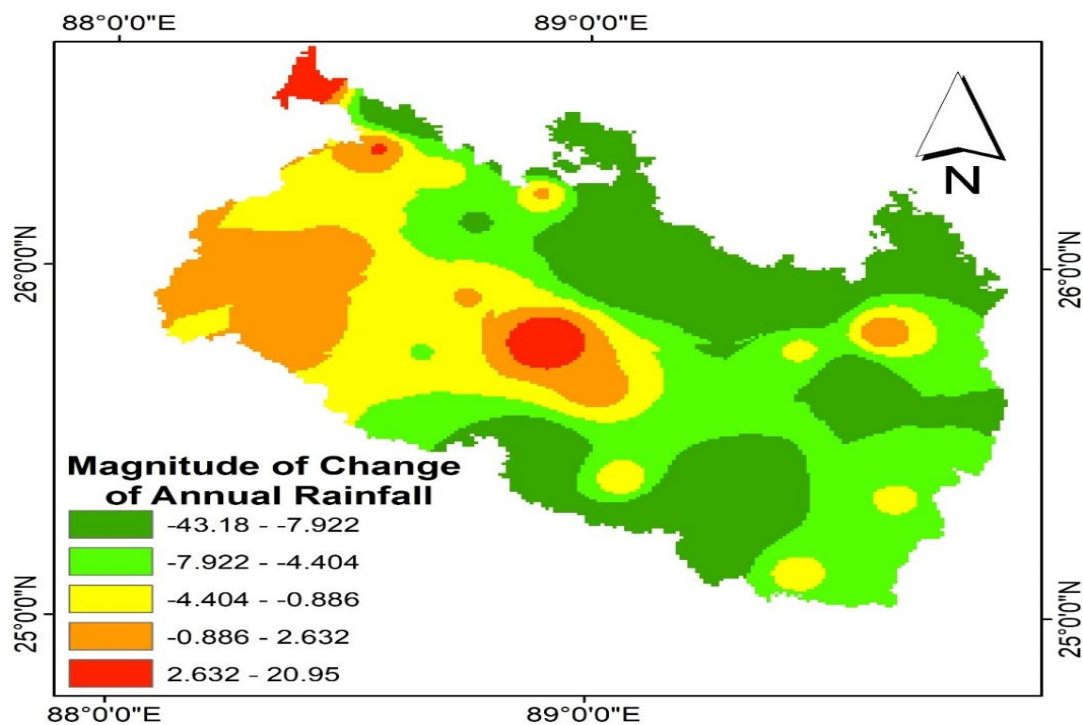 88°0'0"E 89°0'0"E
N
26°0'0"N 26°0'0"N
Magnitude of Change
of Annual Rainfall
-43.18 - -7.922
-7.922 - -4.404
-4.404 - -0.886
-0.886 - 2.632
2.632 - 20.95
25°0'0"N 25°0'0"N
88°0'0"E 89°0'0"E